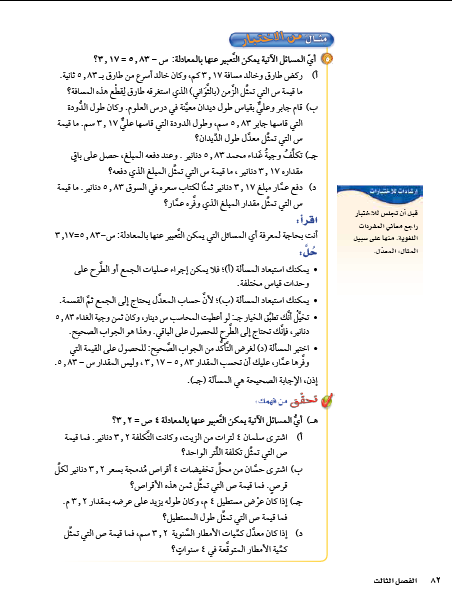 مثال من الاختبار
٥ أيّ المسائل الآتية يمكن التعبير عنها بالمعادلة: س - ٥,٨٣ = ٣,١٧؟
أ) ركض طارق وخالد مسافة ٣,١٧ كم، وكان خالد أسرع من طارق بـ ٥,٨٣ ثانية.
ما قيمة س التي تمثّل الزَّمن (بالثَّواني) الذي استغرقه طارق لِقطْع هذه المسافة؟
ب) قام جابر وعليٌّ بقياس طول ديدان معيَّنة في درس العلوم. وكان طول الدُّودة
التي قاسها جابر ٥,٨٣ سم، وطول الدودة التي قاسها عليٌّ ٣,١٧ سم. ما قيمة
س التي تمثِّل معدَّل طول الدِّيدان؟
جـ) تكلَّفُ وجبةُ غَداء محمد ٥,٨٣ دنانير. وعند دفعه المبلغ، حصل على باقٍ
مقداره ٣,١٧ دنانير، ما قيمة س التي تمثل المبلغ الذي دفعه؟
د) دفع عمَّار مبلغ ٣,١٧ دنانير ثمنًا لكتاب سعره في السوق ٥,٨٣ دنانير. ما قيمة
س التي تمثِّل مقدار المبلغ الذي وفَّره عمَّار؟
اقرأ:
أنت بحاجة لمعرفة أي المسائل التي يمكن التَّعبير عنها بالمعادلة: س-٥,٨٣=٣,١٧
حُلّ:
• يمكنك استبعاد المسألة (أ)؛ فلا يمكن إجراء عمليات الجمع أو الطَّرح على
وحدات قياس مختلفة.
• يمكنك استبعاد المسألة (ب)؛ لأنَّ حساب المعدَّل يحتاج إلى الجمع ثمَّ القسمة.
• تخيَّلْ أنَّك تطبِّق الخيار جـ: لو أعطيت المحاسب س دينار، وكان ثمن وجبة الغداء ٥,٨٣
دنانير، فإنَّك تحتاج إلى الطَّرح للحصول على الباقي. وهذا هو الجواب الصحيح.
• اختبر المسألة (د) لغرض التَّأكُّد من الجواب الصَّحيح: للحصول على القيمة التي
وفَّرها عمَّار، عليك أن تحسب المقدار ٥,٨٣ - ٣,١٧، وليس المقدار س - ٥,٨٣.
إذن، الإجابة الصحيحة هي المسألة (جـ).
تحقَّق من فهمك:
هـ) أيُّ المسائل الآتية يمكن التَّعبير عنها بالمعادلة ٤ ص = ٣,٢؟
أ) اشترى سلمان ٤ لترات من الزيت، وكانت التَّكلفة ٣,٢ دنانير. فما قيمة
ص التي تمثِّل تكلفة اللَّتر الواحد؟
ب) اشترى حسَّان من محلِّ تخفيضات ٤ أقراص مُدمجة بسعر ٣,٢ دنانير لكلِّ
قرصٍ. فما قيمة ص التي تمثِّل ثمن هذه الأقراص؟
جـ) إذا كان عرْض مستطيل ٤ م، وكان طوله يزيد على عرضه بمقدار ٣,٢ م.
فما قيمة ص التي تمثِّل طول المستطيل؟
د) إذا كان معدَّل كمِّيات الأمطار السَّنوية ٣,٢ سم، فما قيمة ص التي تمثِّل
كمِّية الأمطار المتوقَّعة في ٤ سنواتٍ؟
إرشادات للاختبارات
قبل أن تجلس للاختبار
راجع معاني المفردات
اللغوية. منها على سبيل
المثال، المعدّل.
٨٢ الفصل الثالث